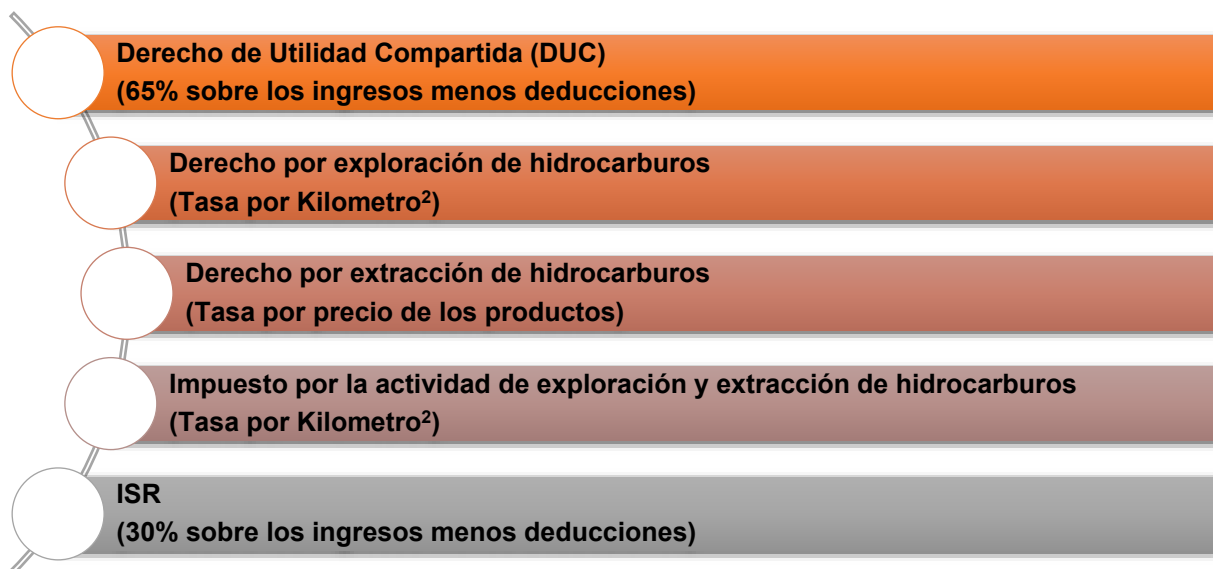 Derecho de Utilidad Compartida (DUC)
(65% sobre los ingresos menos deducciones)
Derecho por exploración de hidrocarburos
(Tasa por Kilometro²)
Derecho por extracción de hidrocarburos
(Tasa por precio de los productos)
Impuesto por la actividad de exploración y extracción de hidrocarburos
(Tasa por Kilometro²)
ISR
(30% sobre los ingresos menos deducciones)